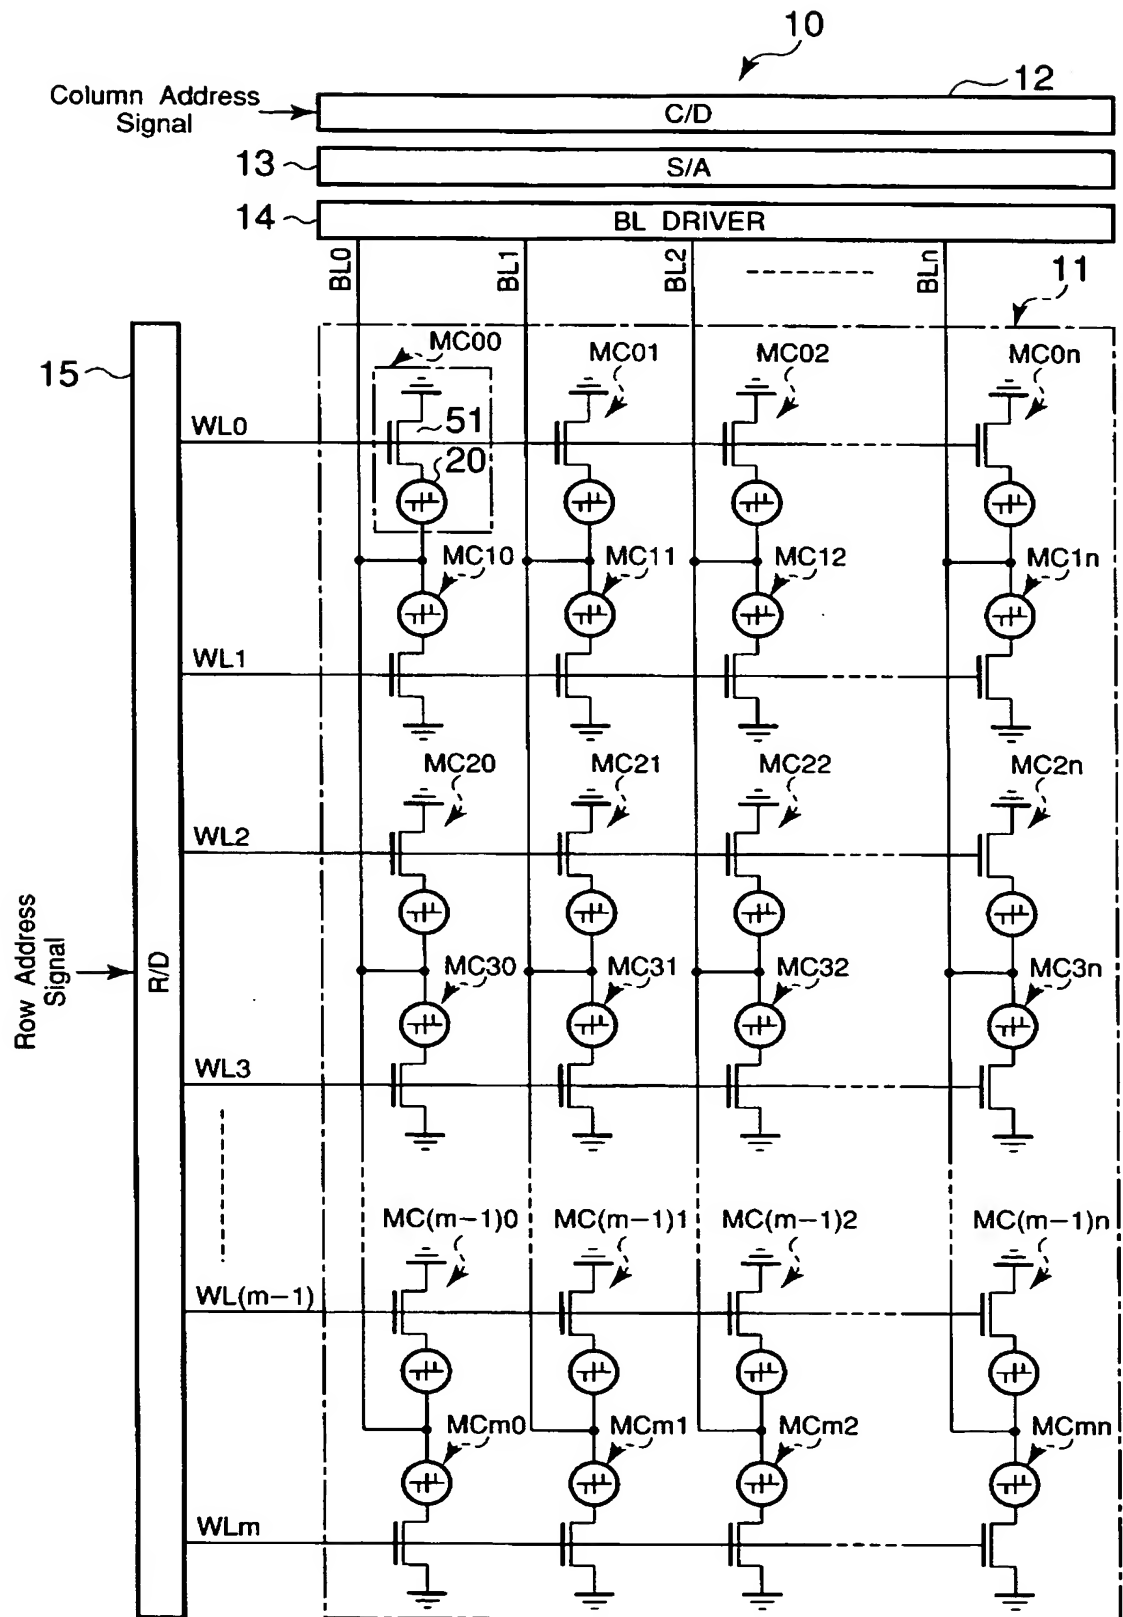 10
12
Column Address
Signal
C/D
13
S/A
14
BL DRIVER
BL0
BL1
BL2
BLn
11
15
MC00
MC01
MC02
MC0n
WL0
51
20
MC10
MC11
MC12
MC1n
WL1
MC20
MC21
MC22
MC2n
WL2
Row Address
Signal
R/D
MC30
MC31
MC32
MC3n
WL3
MC(m-1)0
MC(m-1)1
MC(m-1)2
MC(m-1)n
WL(m-1)
MCm0
MCm1
MCm2
MCmn
WLm